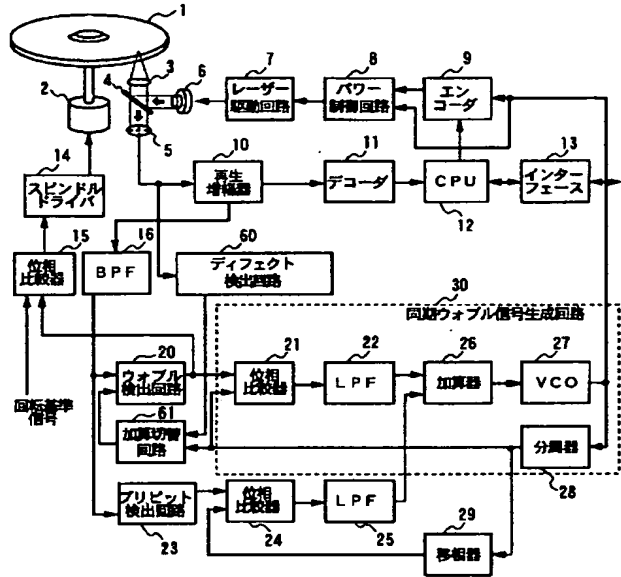 1
2
3
4
5
6
7
レーザー
駆動回路
8
パワー
制御回路
9
エン
コーダ
10
再生
増幅器
11
デコーダ
CPU
12
13
インター
フェース
14
スピンドル
ドライバ
15
位相
比較器
16
BPF
60
ディフェクト
検出回路
30
同期ウォブル信号生成回路
20
ウォブル
検出回路
21
位相
比較器
22
LPF
26
加算器
27
VCO
回転基準
信号
61
加算切替
回路
分周器
28
プリピット
検出回路
23
位相
比較器
24
LPF
25
29
移相器